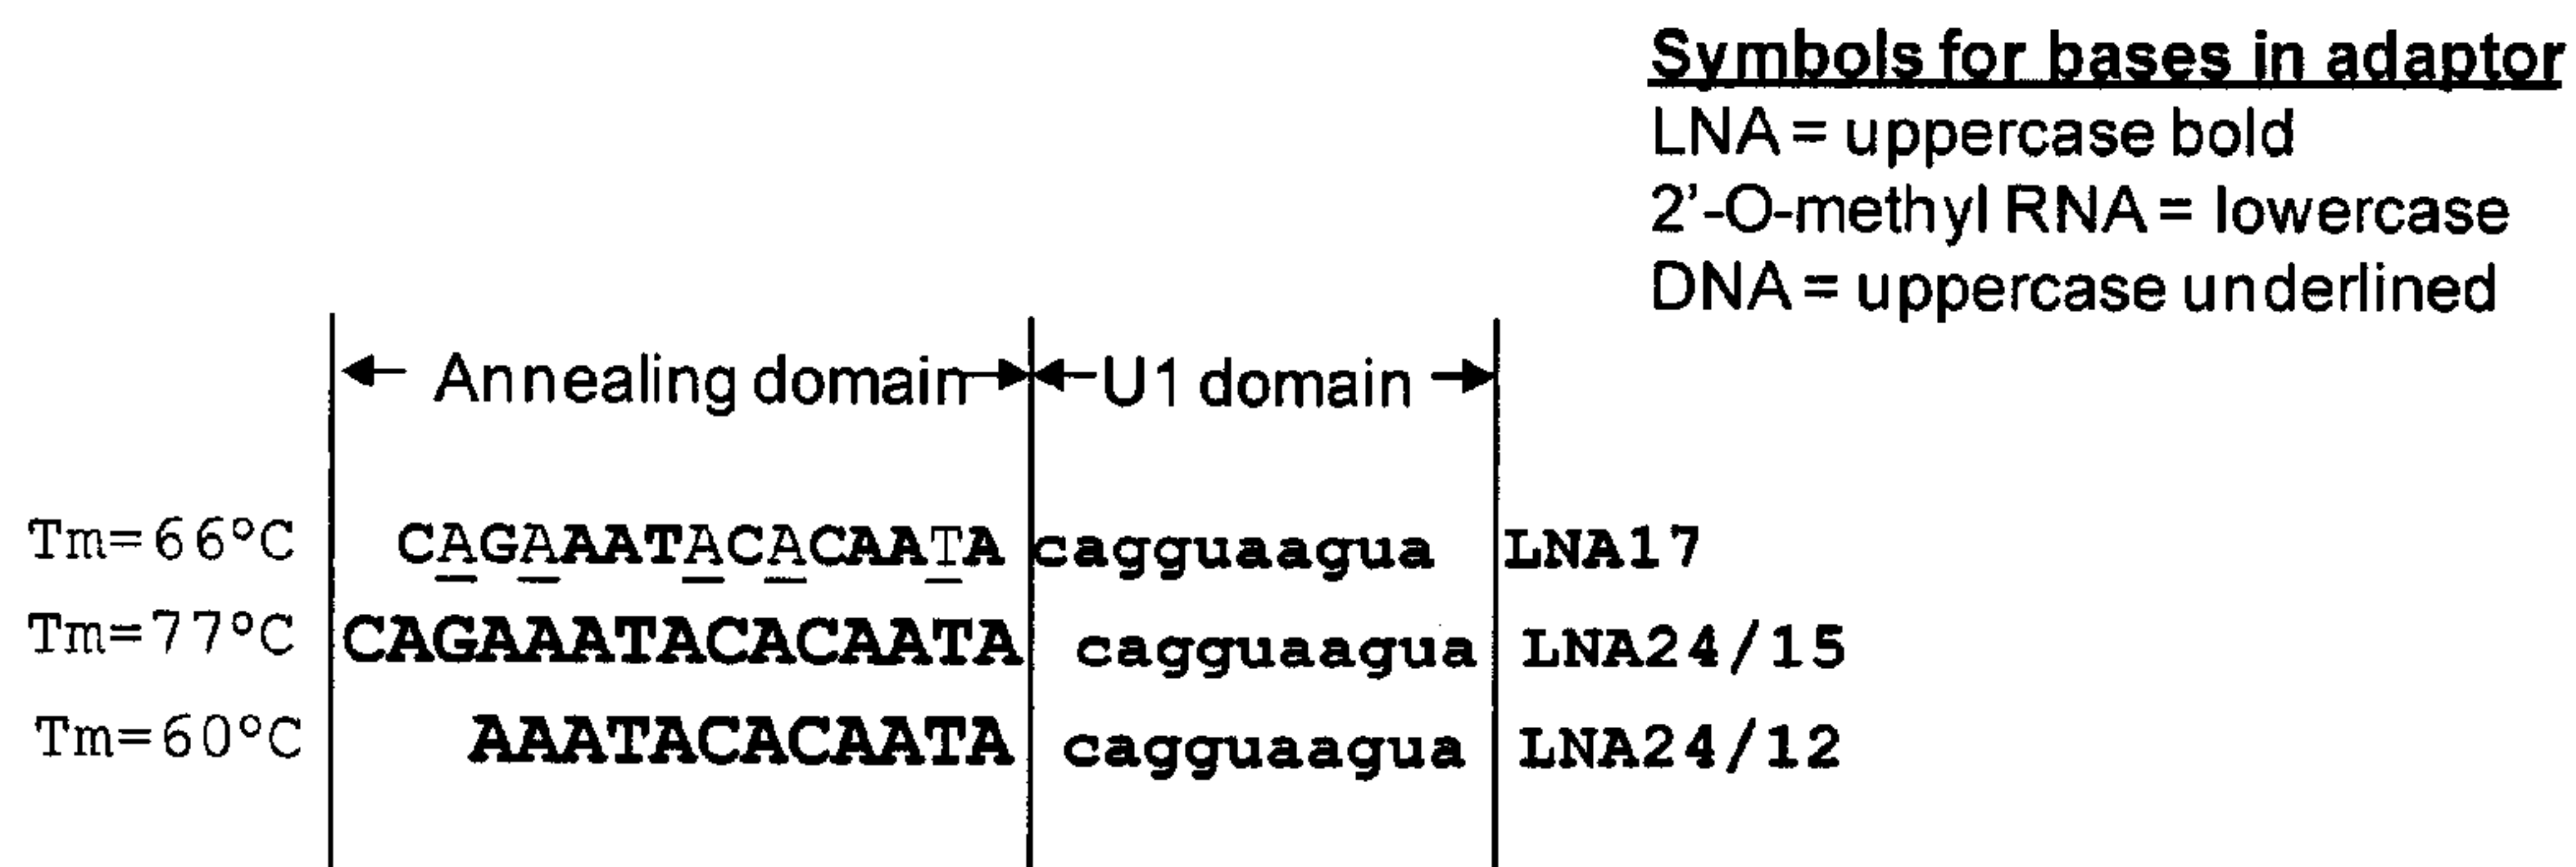 Symbols for bases in adaptor
LNA = uppercase bold
2’-O-methyl RNA = lowercase
DNA = uppercase underlined
Annealing domain U1 domain
Tm=66°C CAGAAATACACAATA cagguaagua LNA17
Tm=77°C CAGAAATACACAATA cagguaagua LNA24/15
Tm=60°C AAATACACAATA cagguaagua LNA24/12